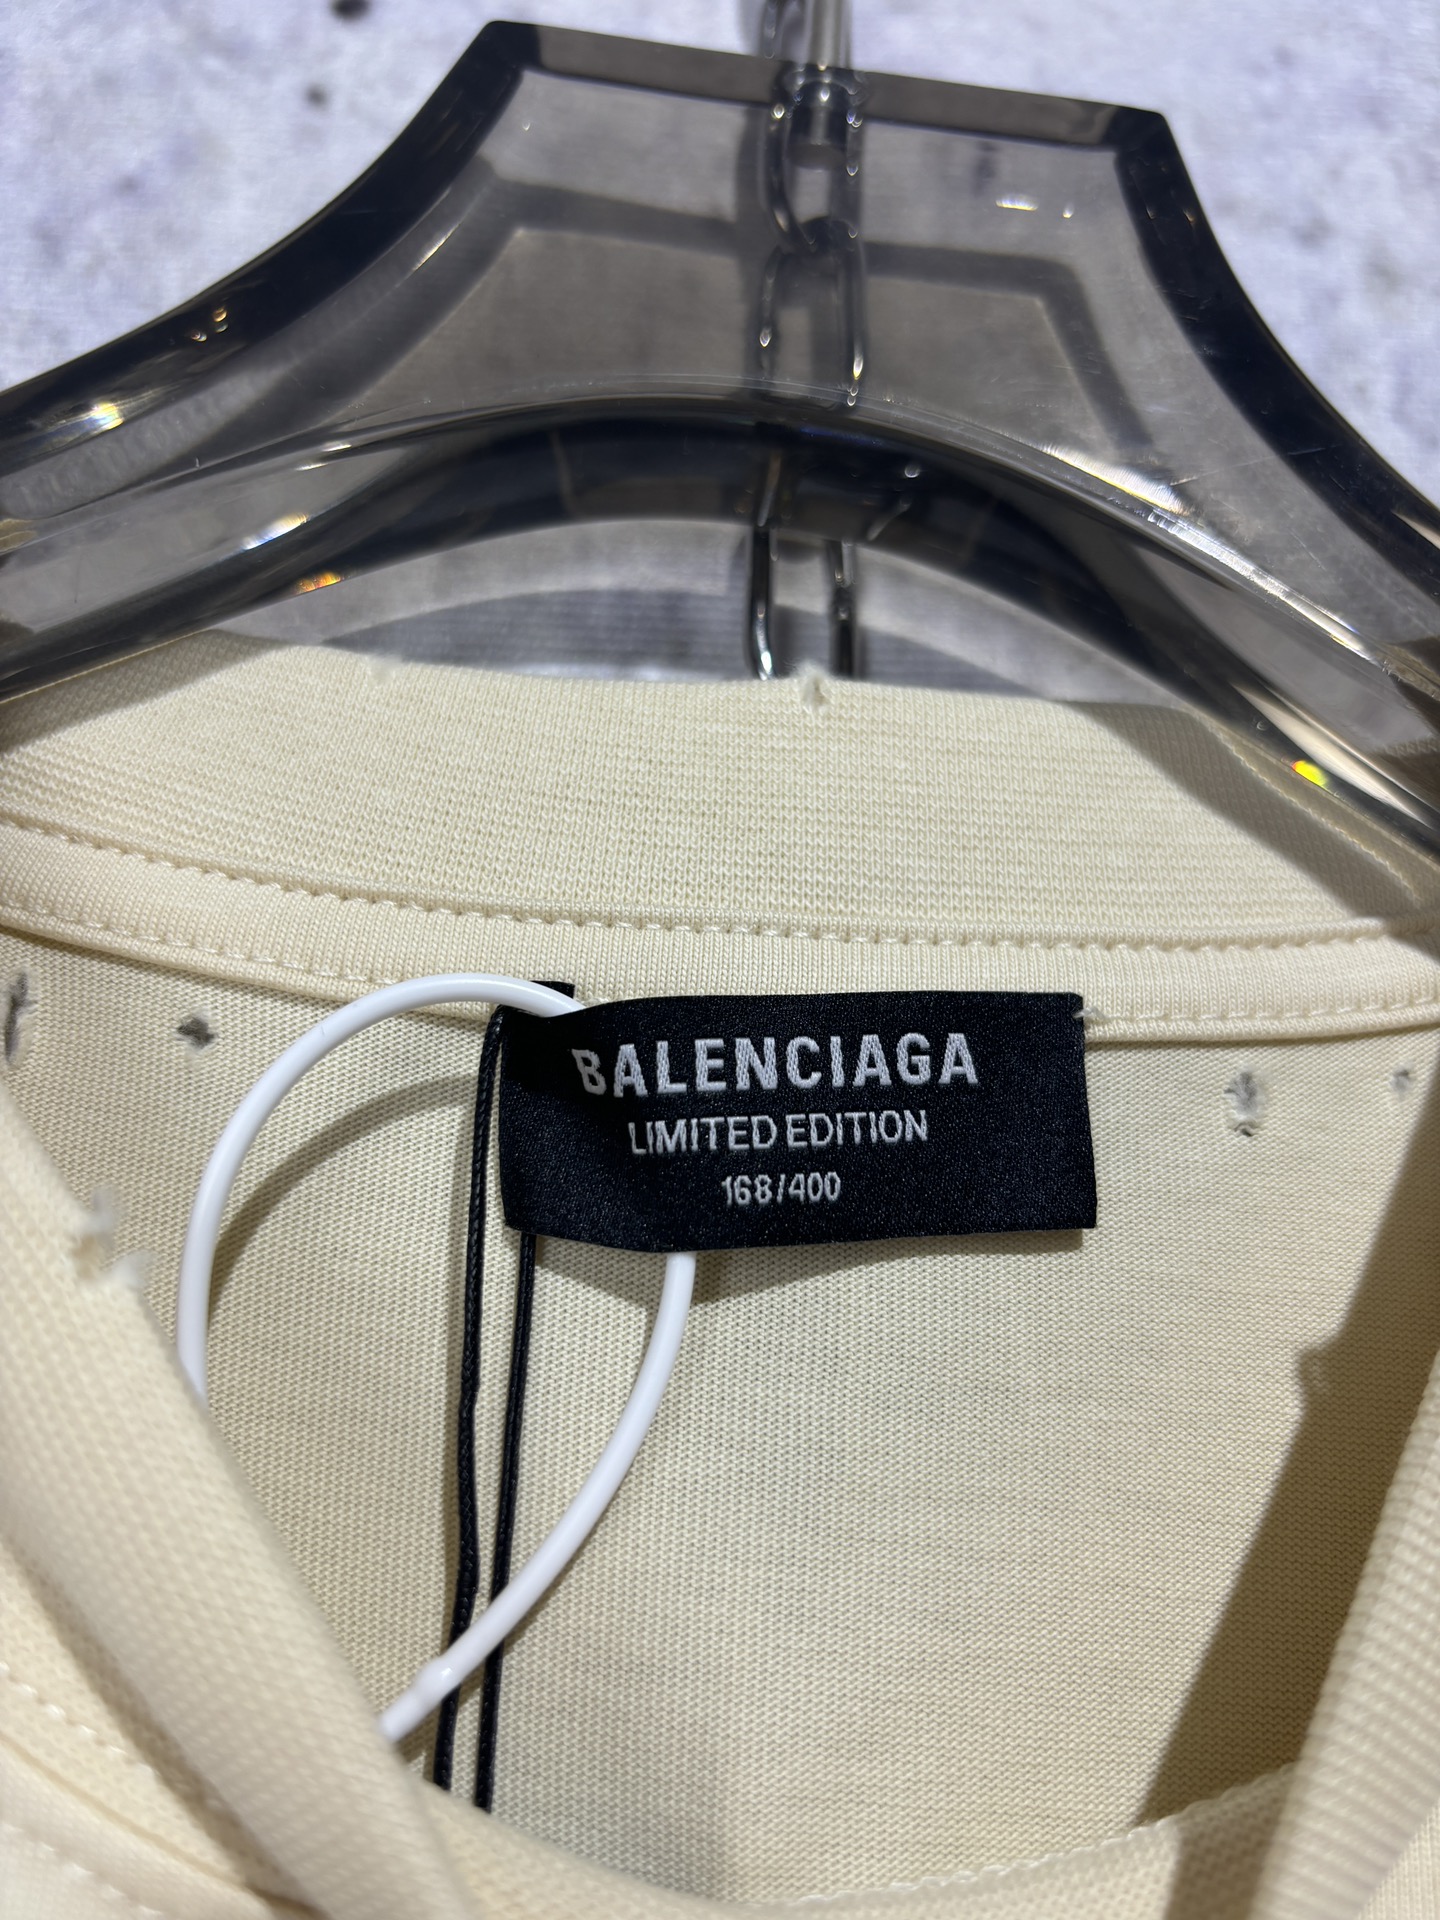 BALENCIAGA
LIMITED EDITION
168/400